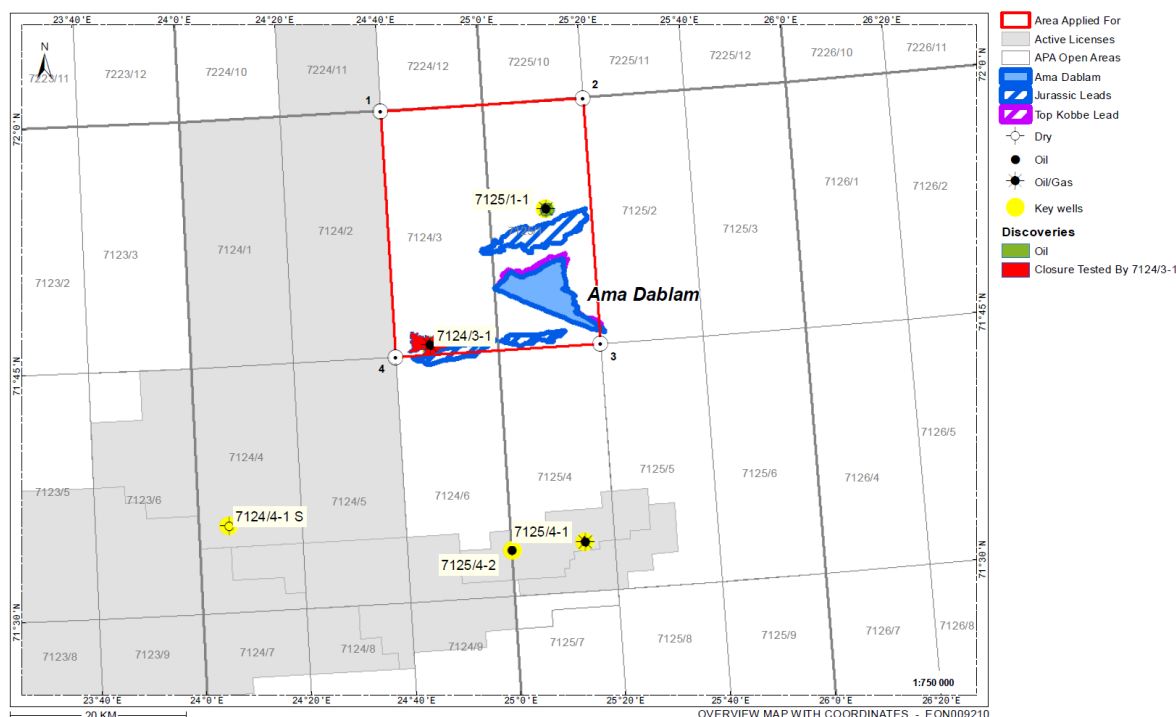 23°40'E 24°0'E 24°20'E 24°40'E 25°0'E 25°20'E 25°40'E 26°0'E 26°20'E
N
7223/11 7223/12 7224/10 7224/11 7224/12 7225/10 7225/11 7225/12 7226/10 7226/11
72°0'N
72°0'N
1
2
7125/1-1
7123/2 7123/3 7124/1 7124/2 7124/3 7125/2 7125/3 7126/1 7126/2
Ama Dablam
7124/3-1
71°45'N
71°45'N
4
3
7123/5 7123/6 7124/4 7124/5 7124/6 7125/4 7125/5 7125/6 7126/4 7126/5
7124/4-1 S
7125/4-1
7125/4-2
71°30'N
71°30'N
7123/8 7123/9 7124/7 7124/8 7124/9 7125/7 7125/8 7125/9 7126/7 7126/8
1:750 000
23°40'E 24°0'E 24°20'E 24°40'E 25°0'E 25°20'E 25°40'E 26°0'E 26°20'E
20 KM
OVERVIEW MAP WITH COORDINATES - EON009210
Area Applied For
Active Licenses
APA Open Areas
Ama Dablam
Jurassic Leads
Top Kobbe Lead
Dry
Oil
Oil/Gas
Key wells
Discoveries
Oil
Closure Tested By 7124/3-1